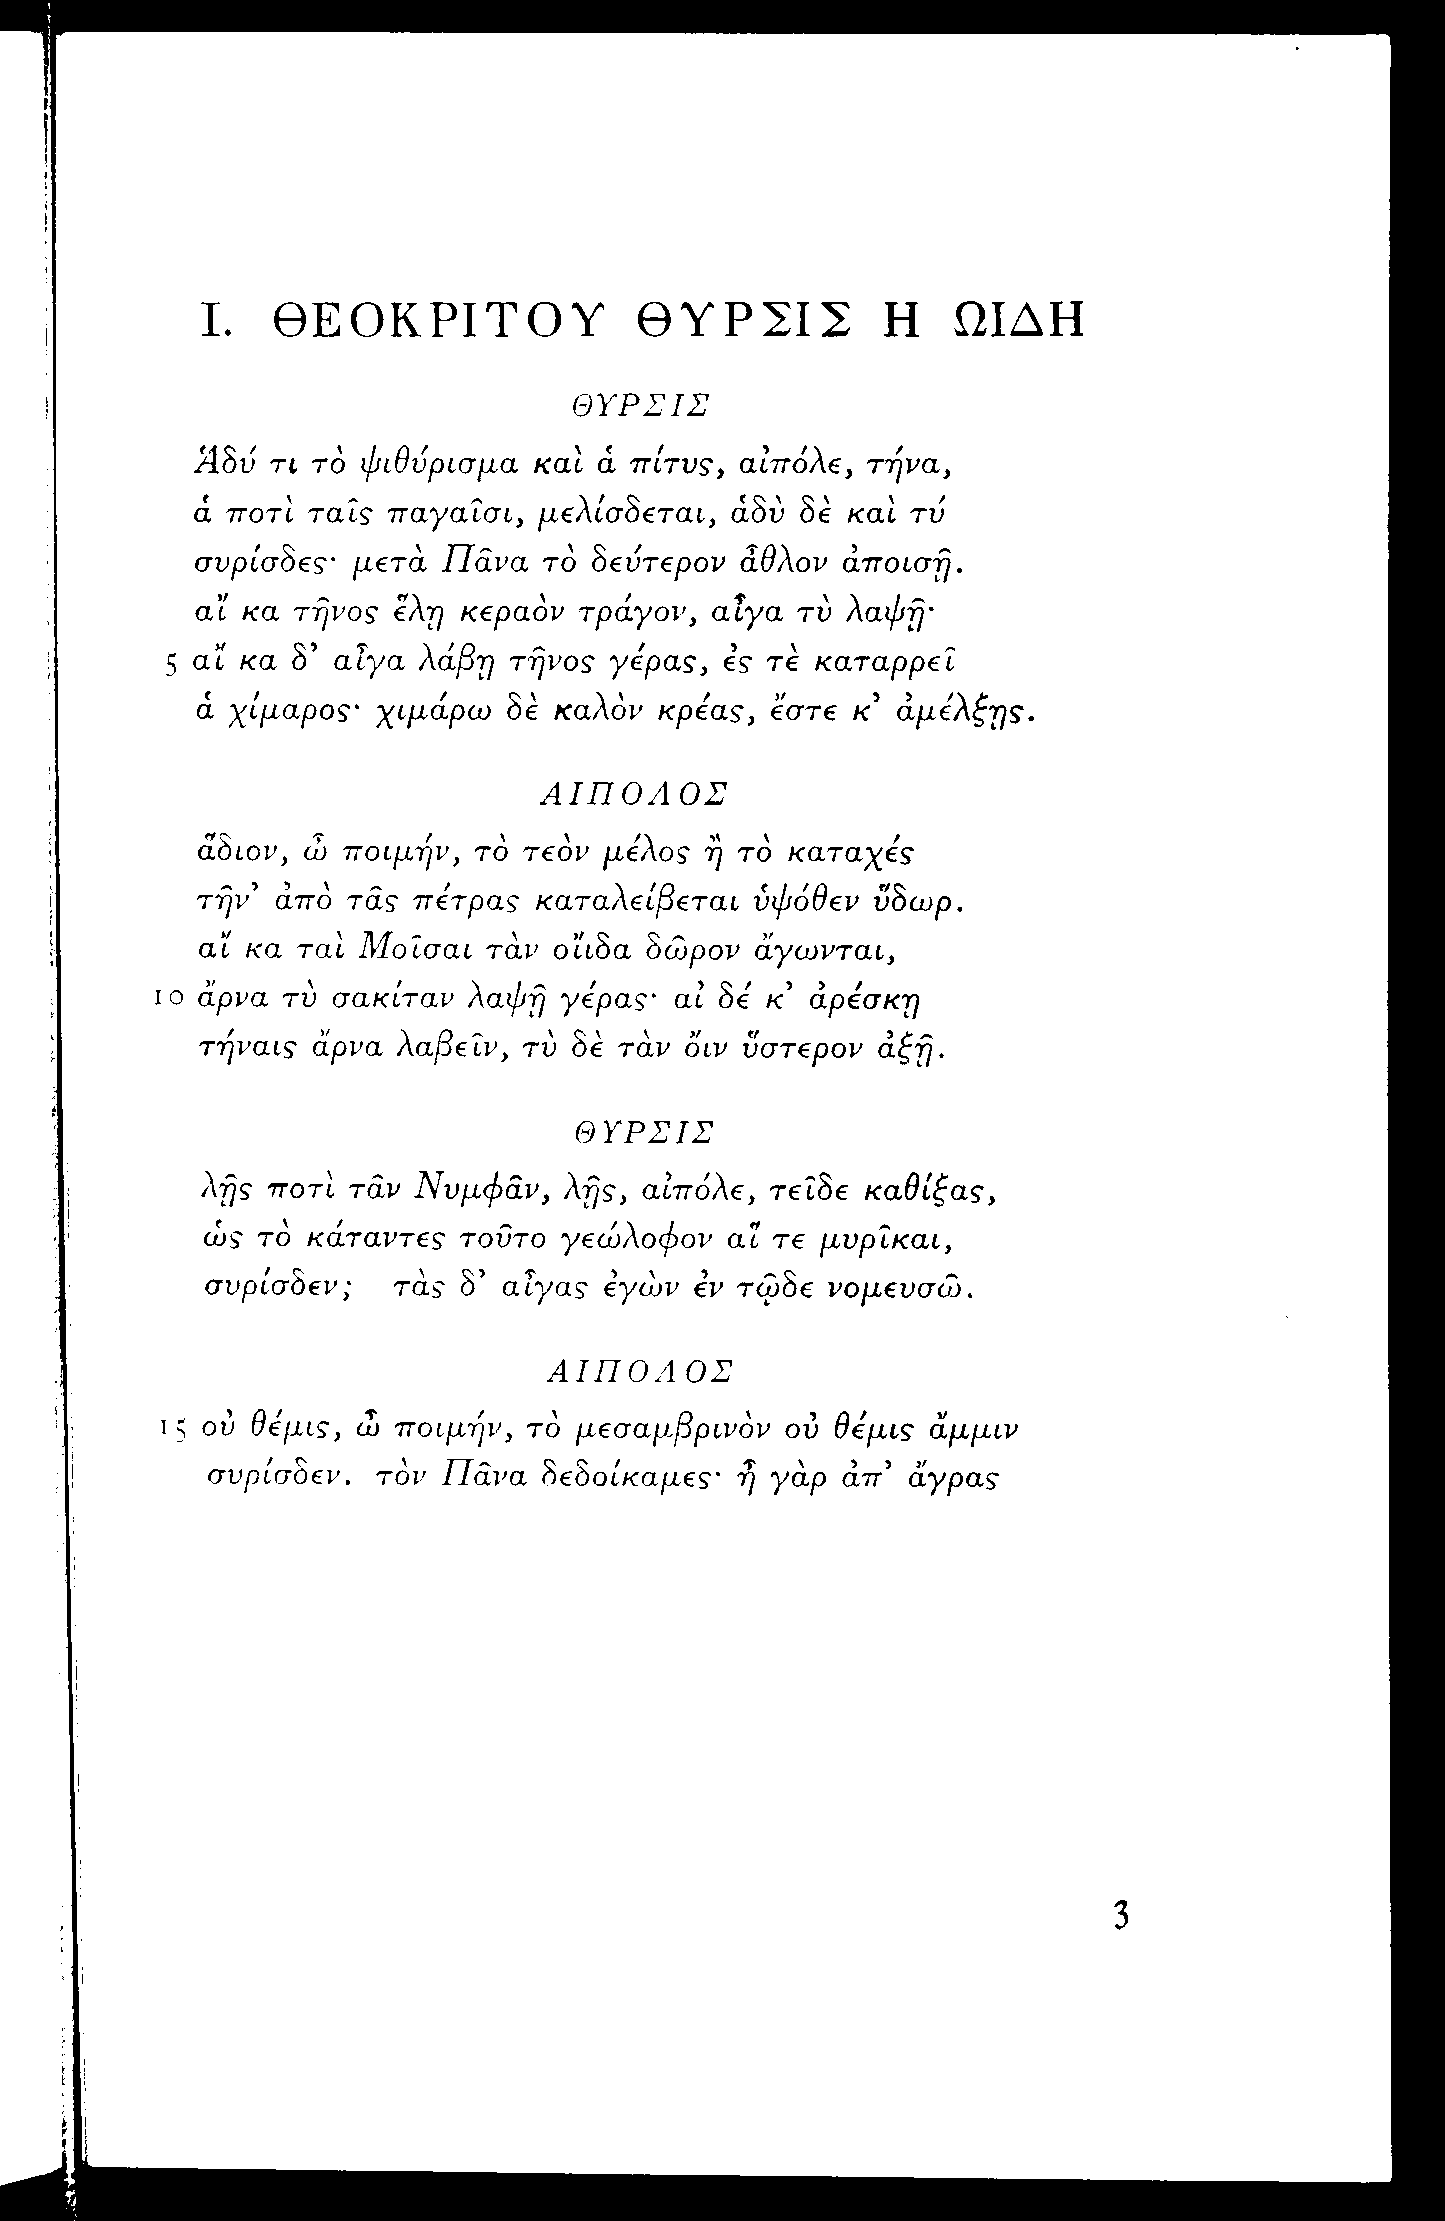 I. ΘΕΟΚΡΙΤΟΥ ΘΥΡΣΙΣ Η ΩΙΔΗ
ΘΥΡΣΙΣ
Ἁδύ τι τὸ ψιθύρισμα καὶ ἁ πίτυς, αἰπόλε, τήνα,
ἁ ποτὶ ταῖς παγαῖσι, μελίσδεται, ἁδὺ δὲ καὶ τύ
συρίσδες· μετὰ Πᾶνα τὸ δεύτερον ἆθλον ἀποισῇ.
αἴ κα τῆνος ἕλῃ κεραὸν τράγον, αἶγα τὺ λαψῇ·
5 αἴ κα δ' αἶγα λάβῃ τῆνος γέρας, ἐς τὲ καταρρεῖ
ἁ χίμαρος· χιμάρω δὲ καλὸν κρέας, ἔστε κ' ἀμέλξῃς.
ΑΙΠΟΛΟΣ
ἅδιον, ὦ ποιμήν, τὸ τεὸν μέλος ἢ τὸ καταχές
τῆν' ἀπὸ τᾶς πέτρας καταλείβεται ὑψόθεν ὕδωρ.
αἴ κα ταὶ Μοῖσαι τὰν οἴιδα δῶρον ἄγωνται,
10 ἄρνα τὺ σακίταν λαψῇ γέρας· αἰ δέ κ' ἀρέσκῃ
τήναις ἄρνα λαβεῖν, τὺ δὲ τὰν ὄιν ὕστερον ἀξῇ.
ΘΥΡΣΙΣ
λῇς ποτὶ τᾶν Νυμφᾶν, λῇς, αἰπόλε, τεῖδε καθίξας,
ὡς τὸ κάταντες τοῦτο γεώλοφον αἵ τε μυρῖκαι,
συρίσδεν; τὰς δ' αἶγας ἐγὼν ἐν τῷδε νομευσῶ.
ΑΙΠΟΛΟΣ
15 οὐ θέμις, ὦ ποιμήν, τὸ μεσαμβρινὸν οὐ θέμις ἄμμιν
συρίσδεν. τὸν Πᾶνα δεδοίκαμες· ἦ γὰρ ἀπ' ἄγρας
3